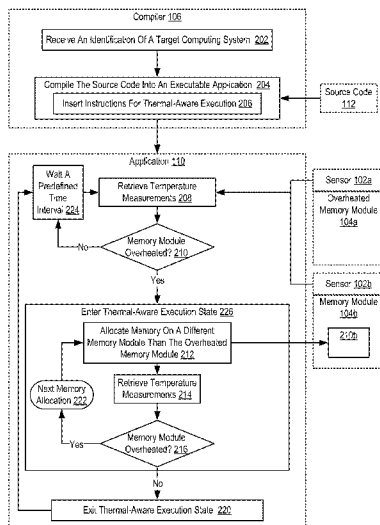 Compiler 106
Receive An Identification Of A Target Computing System 202
Compile The Source Code Into An Executable Application 204
Insert Instructions For Thermal-Aware Execution 206
Source Code
112
Application 110
Wait A
Predefined
Time
Interval 224
Retrieve Temperature
Measurements 208
Sensor 102a
Overheated
Memory Module
104a
No
Memory Module
Overheated? 210
Yes
Sensor 102b
Memory Module
104b
Enter Thermal-Aware Execution State 226
Allocate Memory On A Different
Memory Module Than The Overheated
Memory Module 212
210b
Next Memory
Allocation 222
Retrieve Temperature
Measurements 214
Yes
Memory Module
Overheated? 216
No
Exit Thermal-Aware Execution State 220